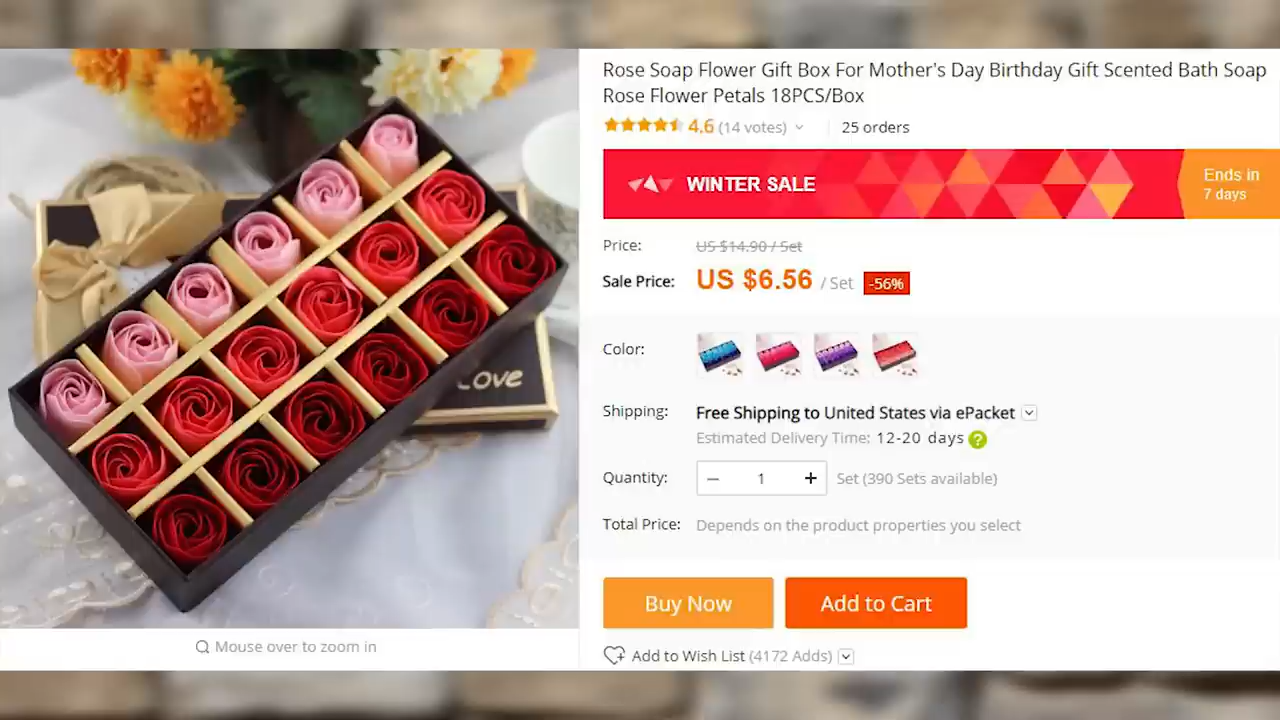 Love
Mouse over to zoom in
Rose Soap Flower Gift Box For Mother's Day Birthday Gift Scented Bath Soap
Rose Flower Petals 18PCS/Box
4.6 (14 votes) 25 orders
WINTER SALE
Ends in
7 days
Price: US $14.90 / Set
Sale Price: US $6.56 / Set -56%
Color:
Shipping: Free Shipping to United States via ePacket
Estimated Delivery Time: 12-20 days ?
Quantity: 1 Set (390 Sets available)
Total Price: Depends on the product properties you select
Buy Now Add to Cart
Add to Wish List (4172 Adds)